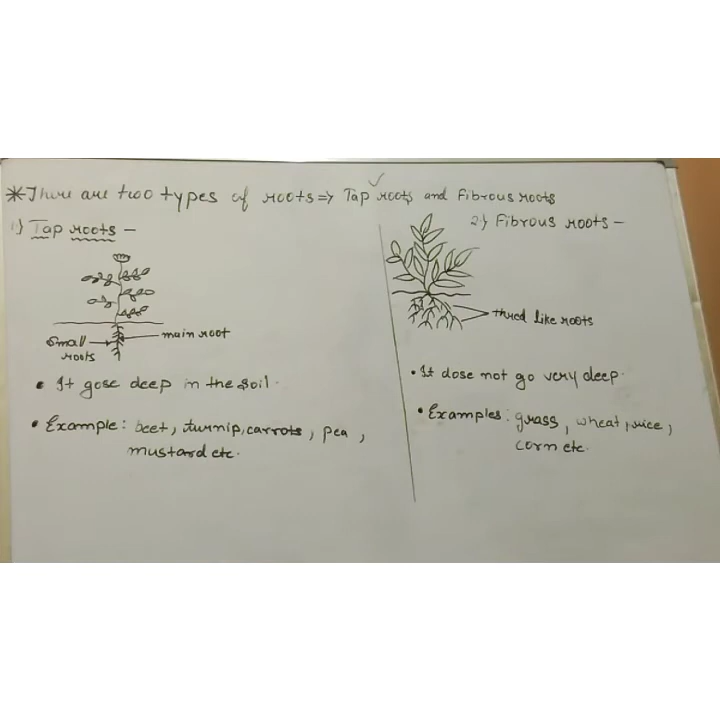 *There are two types of roots ⇒ Tap roots and Fibrous roots
1) Tap roots –
small roots
main root
• It gose deep in the soil.
• Example: beet, turnip, carrots, pea,
mustard etc.
2) Fibrous roots –
thred like roots
• It dose not go very deep.
• Examples: grass, wheat, rice,
corn etc.